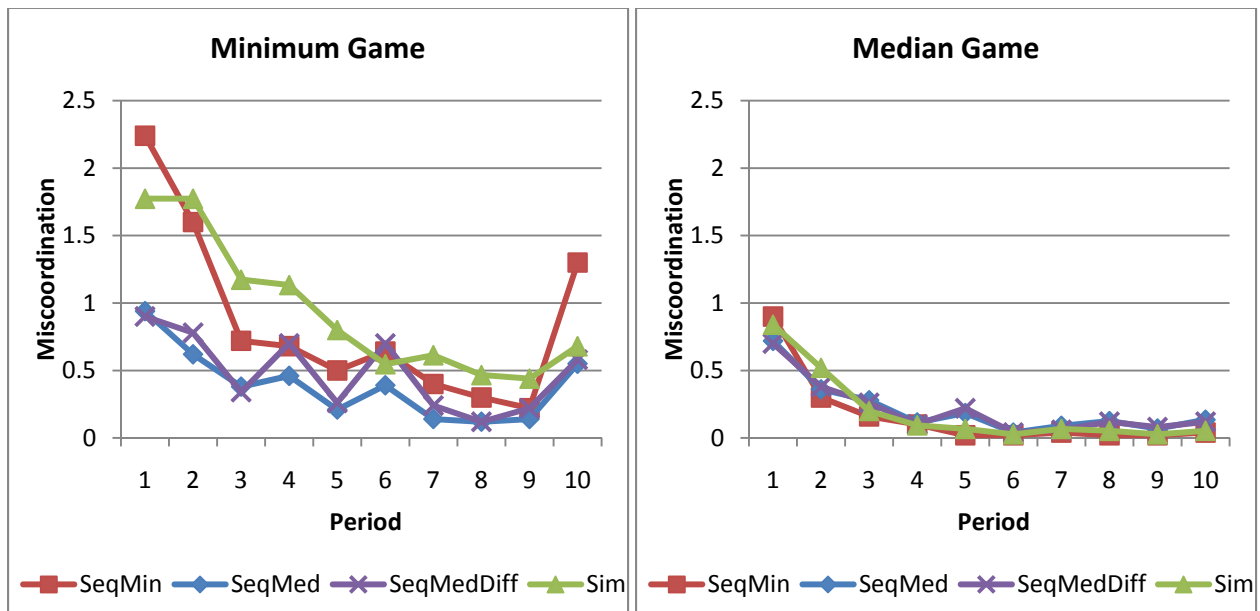 Minimum Game
2.5
2
1.5
1
0.5
0
Miscoordination
1 2 3 4 5 6 7 8 9 10
Period
SeqMin SeqMed SeqMedDiff Sim
Median Game
2.5
2
1.5
1
0.5
0
Miscoordination
1 2 3 4 5 6 7 8 9 10
Period
SeqMin SeqMed SeqMedDiff Sim